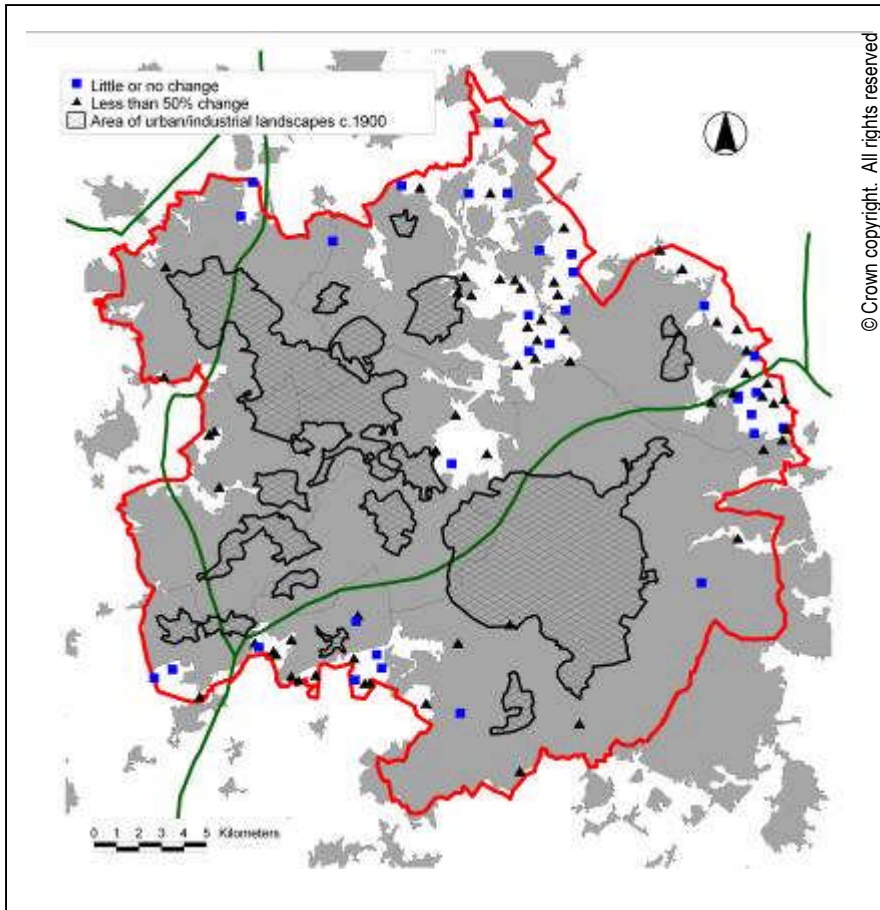 Little or no change
Less than 50% change
Area of urban/industrial landscapes c.1900
© Crown copyright. All rights reserved
0 1 2 3 4 5 Kilometers